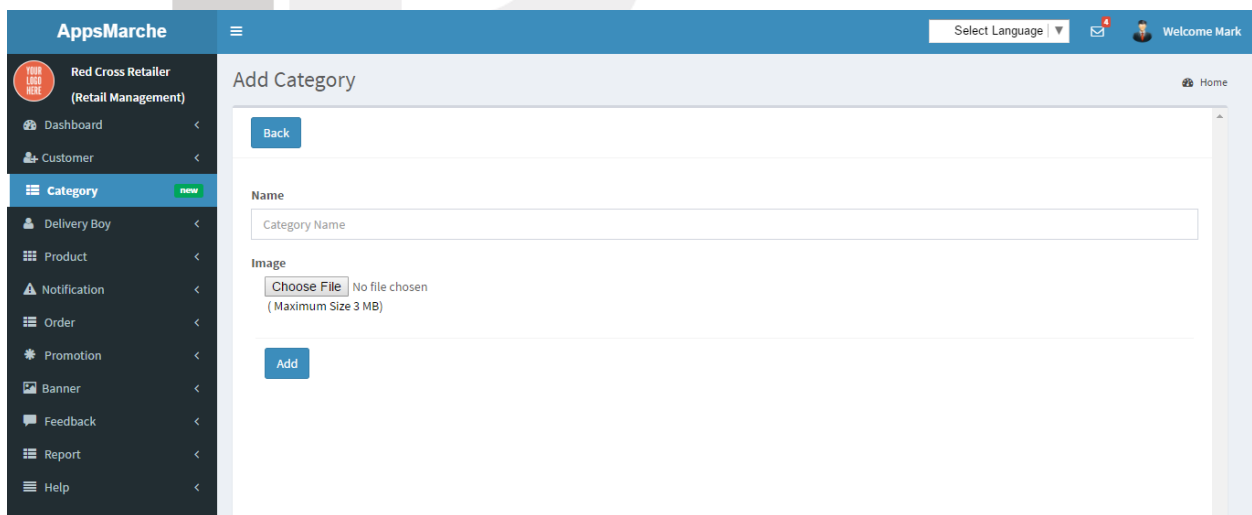 AppsMarche
Select Language ▼
4
Welcome Mark
YOUR
LOGO
HERE
Red Cross Retailer
(Retail Management)
Add Category
Home
Dashboard
Back
Customer
Category new
Name
Delivery Boy
Category Name
Product
Image
Notification
Choose File No file chosen
( Maximum Size 3 MB)
Order
Promotion
Add
Banner
Feedback
Report
Help